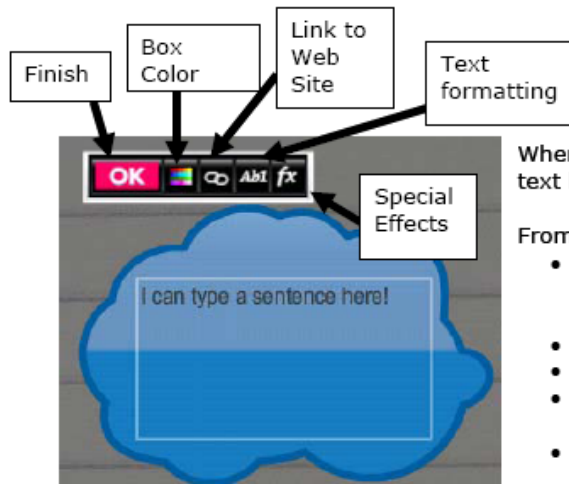 Link to
Web
Site
Box
Color
Text
formatting
Finish
OK
Ab1
fx
Special
Effects
When
text
From
I can type a sentence here!